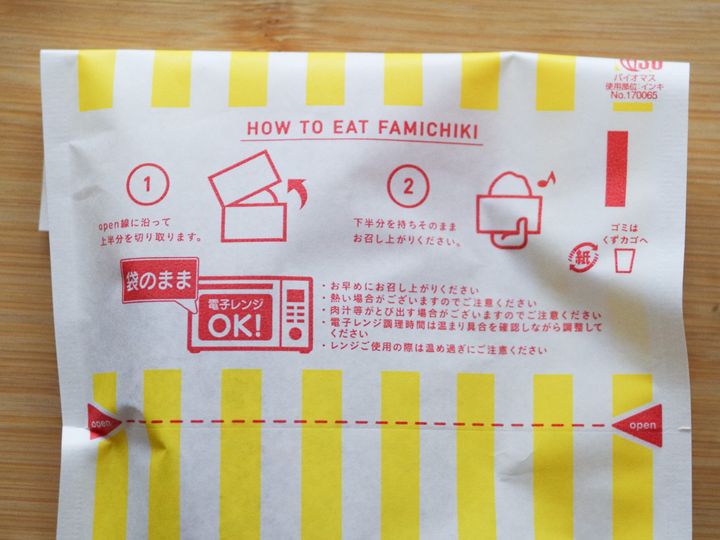 バイオマス
使用部位:インキ
No.170065
HOW TO EAT FAMICHIKI
1
open線に沿って
上半分を切り取ります。
2
下半分を持ちそのまま
お召し上がりください。
ゴミは
くずカゴへ
紙
袋のまま
電子レンジ
OK!
・お早めにお召し上がりください
・熱い場合がございますのでご注意ください
・肉汁等がとび出す場合がございますのでご注意ください
・電子レンジ調理時間は温まり具合を確認しながら調整して
ください
・レンジご使用の際は温め過ぎにご注意ください
open
open